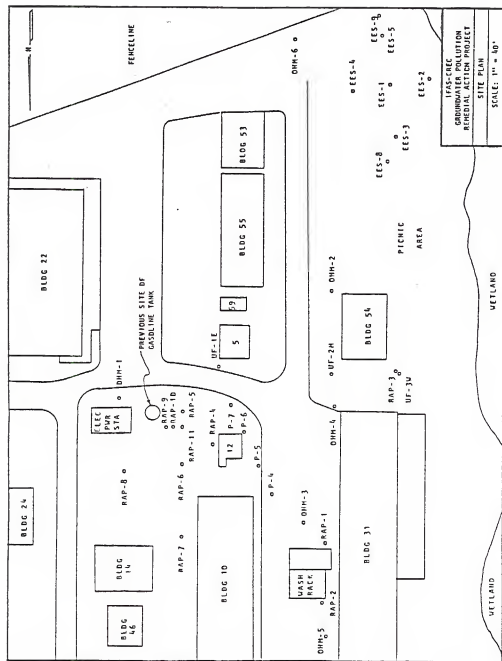 N
FENCELINE
BLDG 22
BLDG 24
OHM-6
EES-9
EES-5
EES-4
EES-1
EES-2
EES-3
EES-8
BLDG 53
BLDG 55
59
5
UF-1E
PREVIOUS SITE OF
GASOLINE TANK
OHM-1
ELEC
PWR
STA
RAP-9
RAP-10
RAP-5
RAP-11
RAP-4
P-7
P-6
12
P-5
P-4
RAP-6
RAP-8
RAP-7
BLDG
14
BLDG
46
BLDG 10
OHM-2
UF-2M
BLDG 54
PICNIC
AREA
RAP-3
UF-3W
OHM-4
OHM-3
RAP-1
WASH
RACK
RAP-2
OHM-5
BLDG 31
WETLAND
WETLAND
IFAS-CREC
GROUNDWATER POLLUTION
REMEDIAL ACTION PROJECT
SITE PLAN
SCALE: 1" = 40'